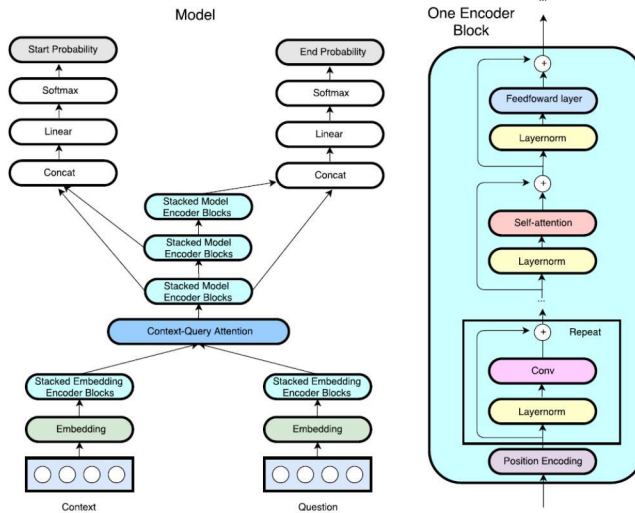 Model
Start Probability
Softmax
Linear
Concat
End Probability
Softmax
Linear
Concat
Stacked Model
Encoder Blocks
Stacked Model
Encoder Blocks
Stacked Model
Encoder Blocks
Context-Query Attention
Stacked Embedding
Encoder Blocks
Stacked Embedding
Encoder Blocks
Embedding
Embedding
Context
Question
One Encoder
Block
...
+
Feedfoward layer
Layernorm
+
Self-attention
Layernorm
...
+
Repeat
Conv
Layernorm
Position Encoding